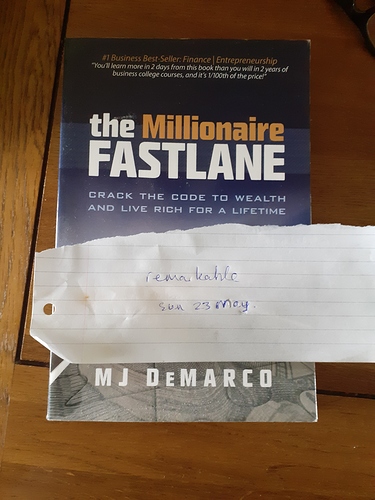 #1 Business Best-Seller: Finance | Entrepreneurship
"You'll learn more in 2 days from this book than you will in 2 years of
business college courses, and it's 1/100th of the price!"
the Millionaire
FASTLANE
CRACK THE CODE TO WEALTH
AND LIVE RICH FOR A LIFETIME
remarkable
sun 23 May.
MJ DEMARCO